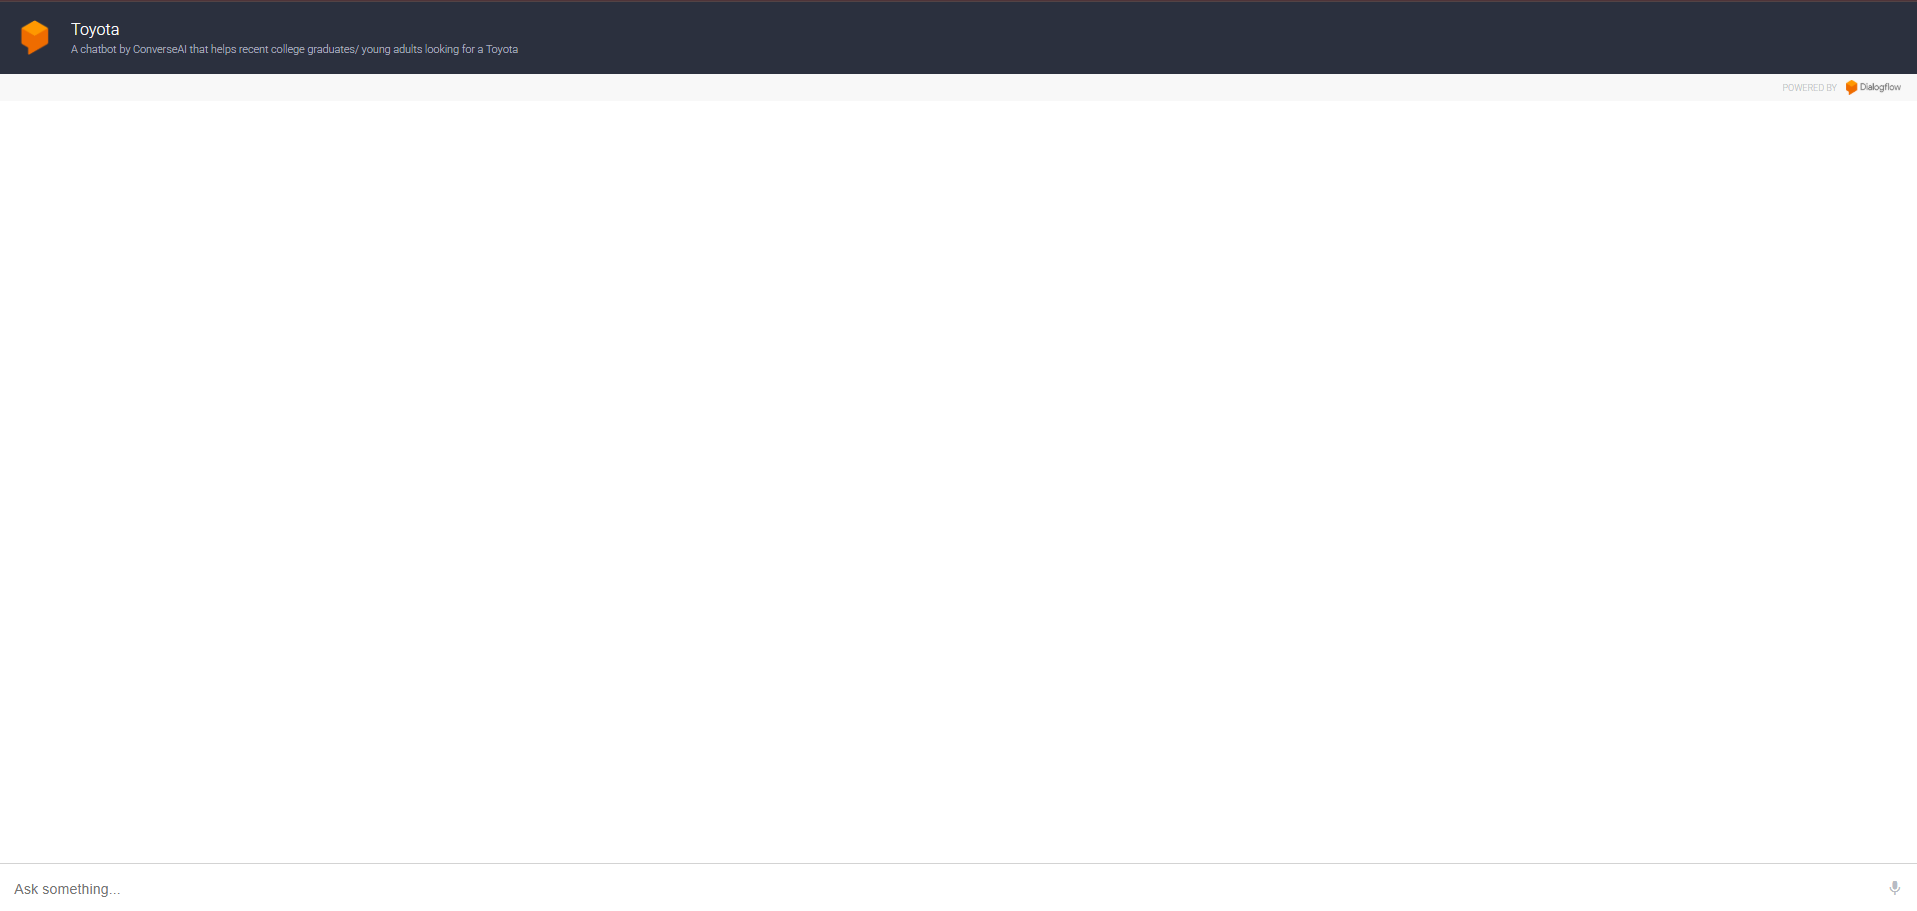 Toyota
A chatbot by ConverseAI that helps recent college graduates/ young adults looking for a Toyota
POWERED BY Dialogflow
Ask something...